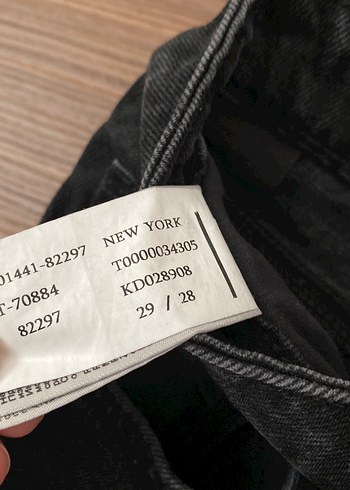 01441-82297
T-70884
82297
NEW YORK
T0000034305
KD028908
29 / 28